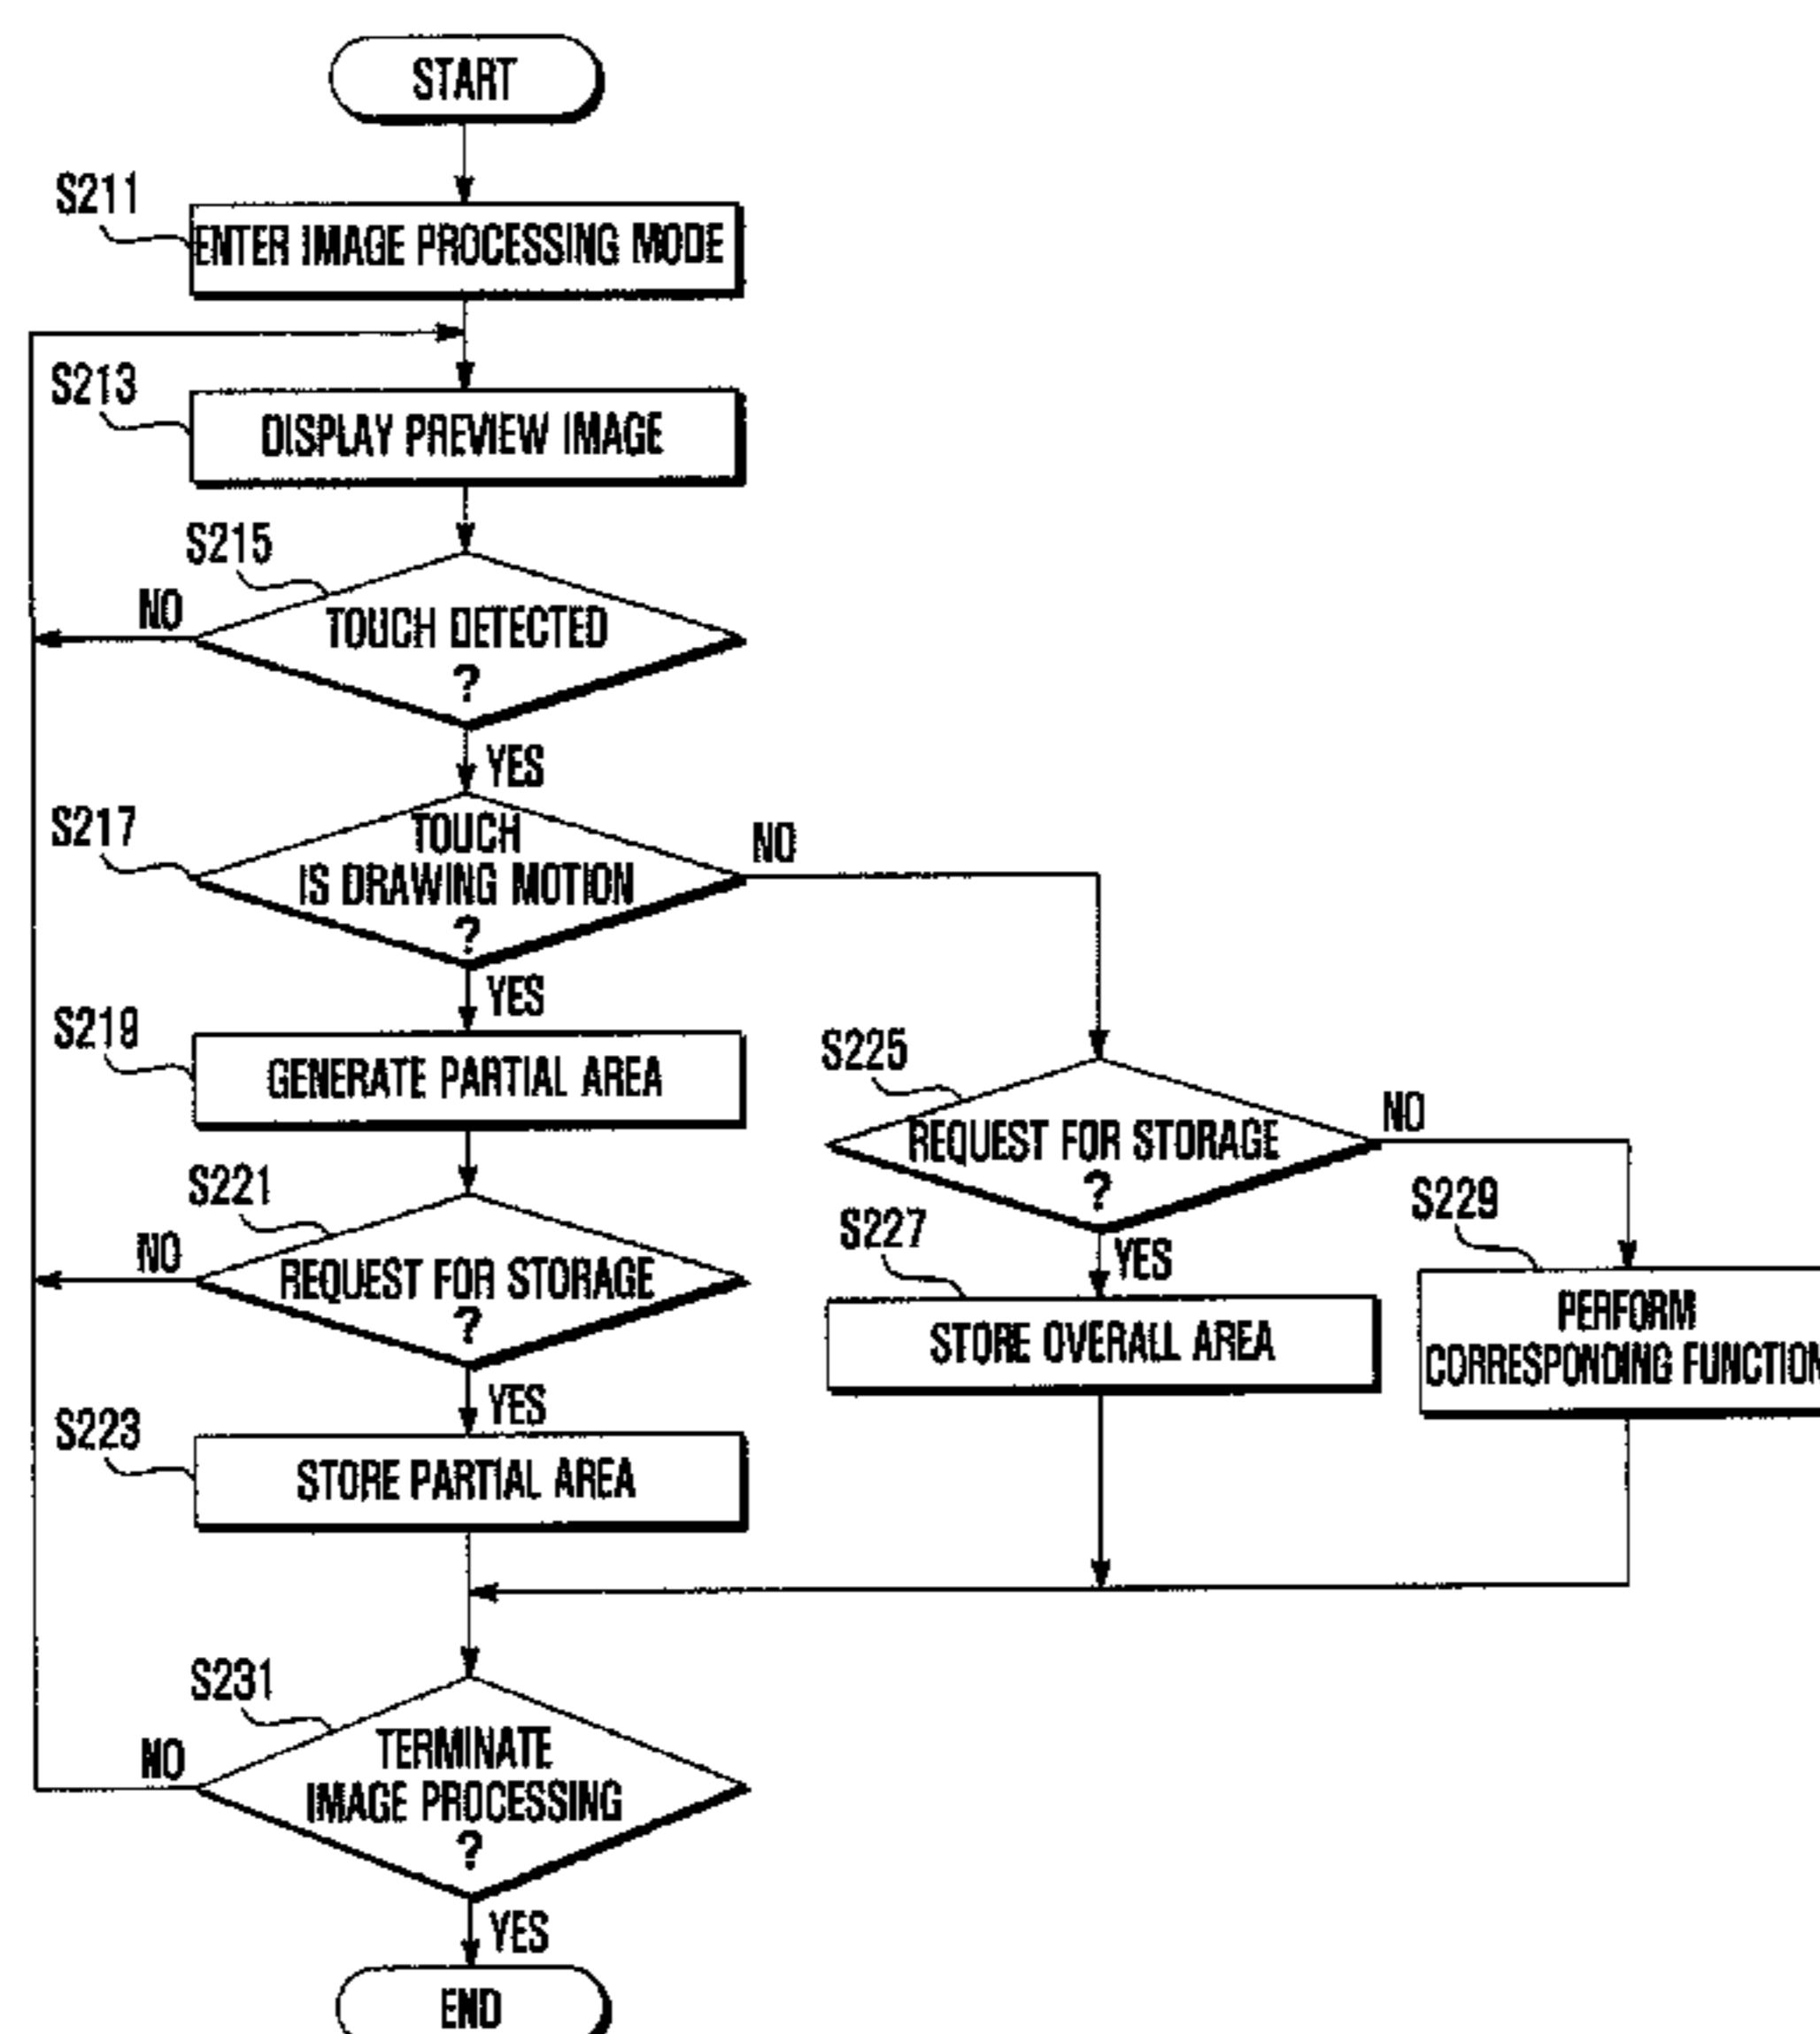 START
S211
ENTER IMAGE PROCESSING MODE
S213
DISPLAY PREVIEW IMAGE
S215
NO
TOUCH DETECTED
?
YES
S217
TOUCH
IS DRAWING MOTION
?
NO
YES
S219
GENERATE PARTIAL AREA
S221
NO
REQUEST FOR STORAGE
?
YES
S223
STORE PARTIAL AREA
S225
REQUEST FOR STORAGE
?
NO
YES
S227
STORE OVERALL AREA
S229
PERFORM
CORRESPONDING FUNCTION
S231
NO
TERMINATE
IMAGE PROCESSING
?
YES
END